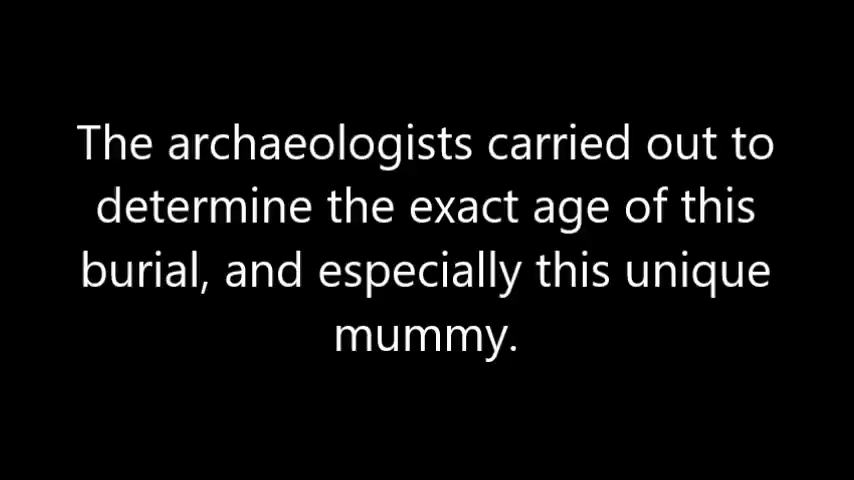 The archaeologists carried out to
determine the exact age of this
burial, and especially this unique
mummy.